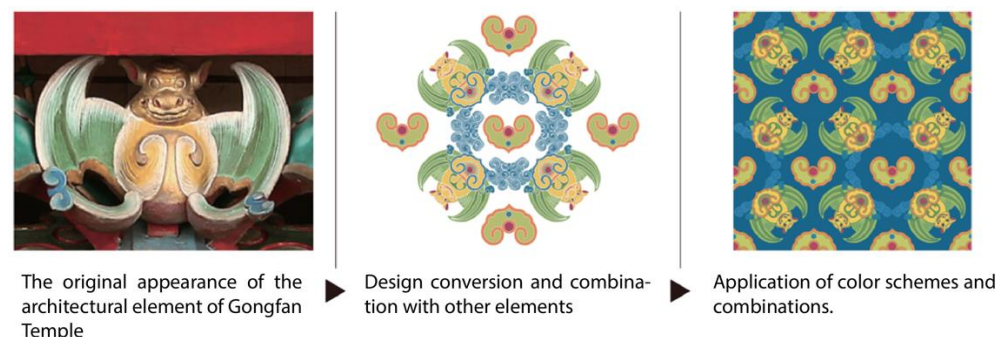 The original appearance of the
architectural element of Gongfan
Temple
Design conversion and combina-
tion with other elements
Application of color schemes and
combinations.